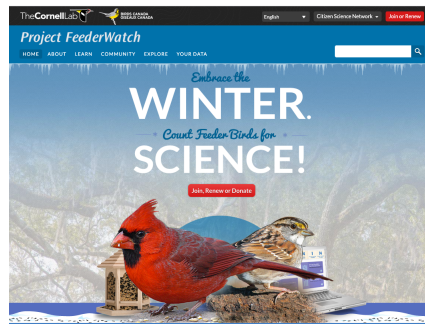 TheCornellLab
BIRDS CANADA
OISEAUX CANADA
English
Citizen Science Network
Join or Renew
Project FeederWatch
HOME ABOUT LEARN COMMUNITY EXPLORE YOUR DATA
Embrace the
WINTER.
Count Feeder Birds for
SCIENCE!
Join, Renew or Donate